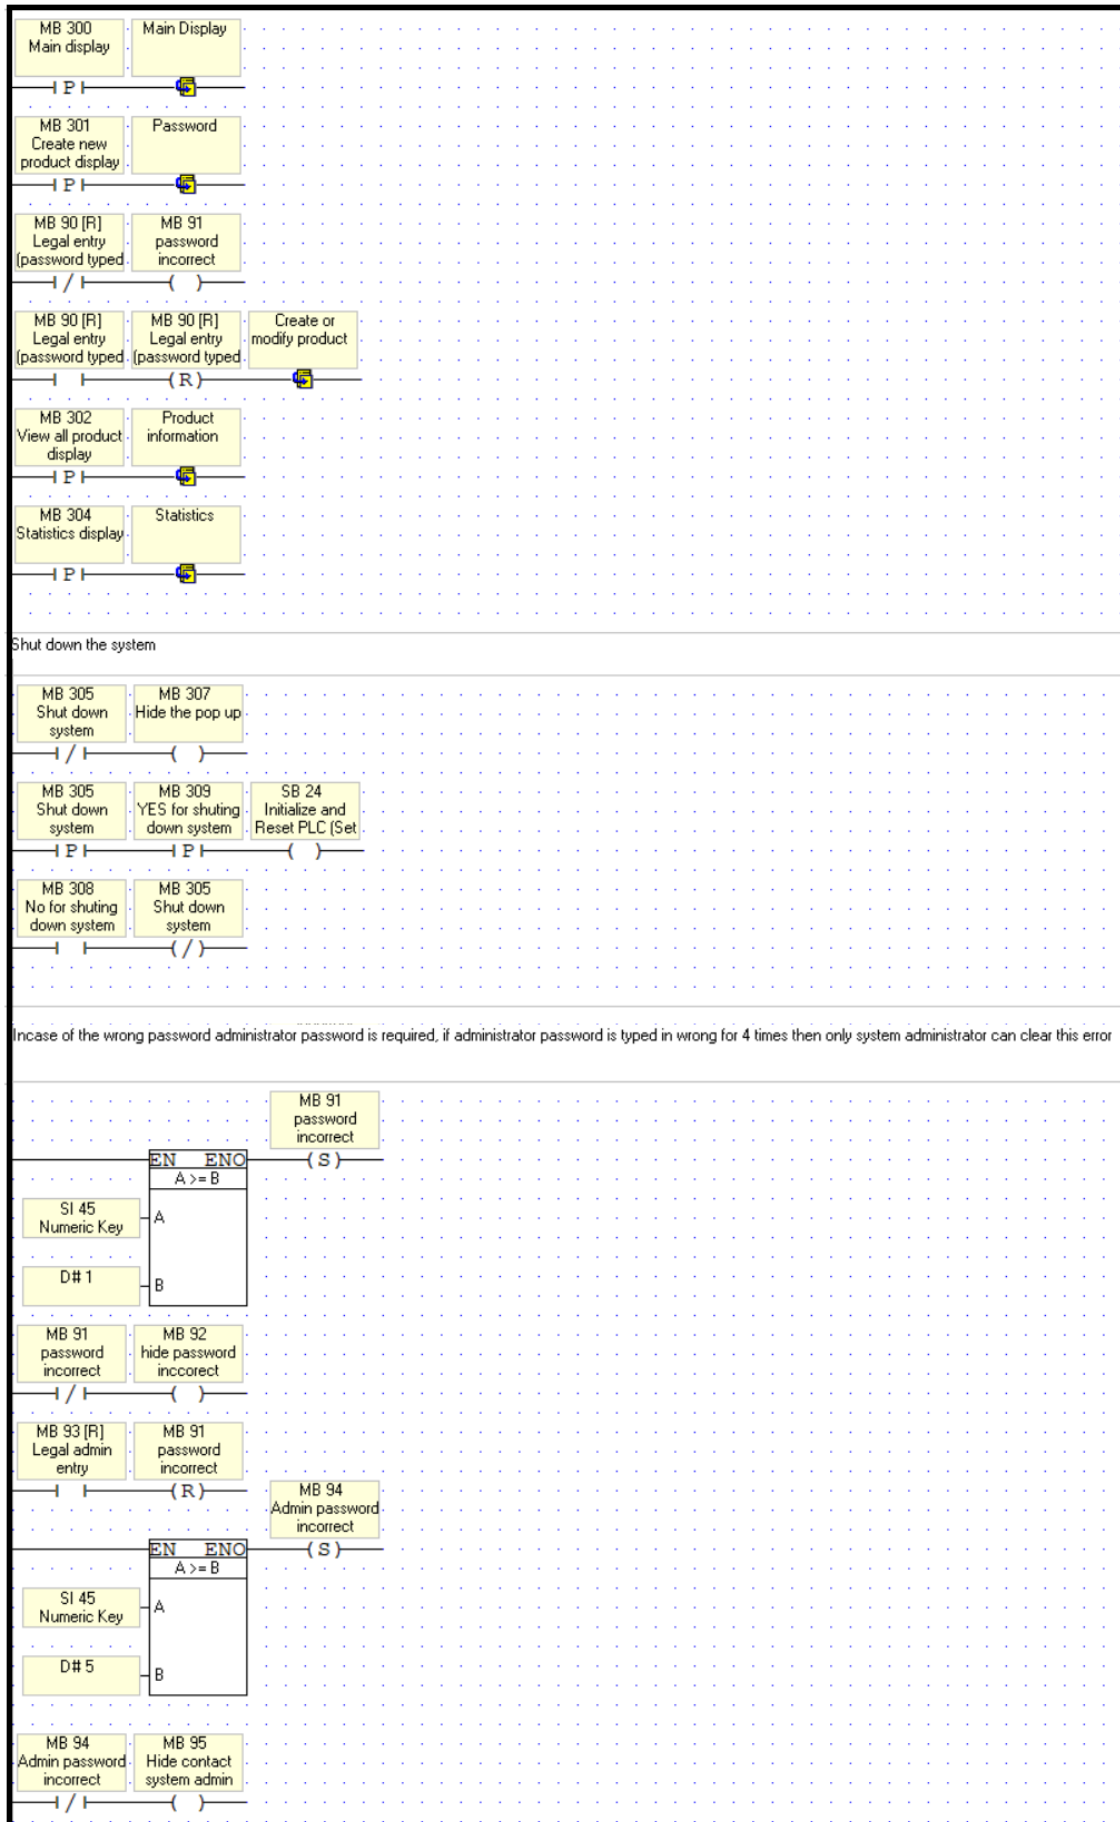 MB 300
Main display
Main Display
P
MB 301
Create new
product display
Password
P
MB 90 [R]
Legal entry
(password typed
MB 91
password
incorrect
/
( )
MB 90 [R]
Legal entry
(password typed
MB 90 [R]
Legal entry
(password typed
Create or
modify product
(R)
MB 302
View all product
display
Product
information
P
MB 304
Statistics display
Statistics
P
Shut down the system
MB 305
Shut down
system
MB 307
Hide the pop up
/
( )
MB 305
Shut down
system
MB 309
YES for shuting
down system
SB 24
Initialize and
Reset PLC (Set
P
P
( )
MB 308
No for shuting
down system
MB 305
Shut down
system
(/)
Incase of the wrong password administrator password is required, if administrator password is typed in wrong for 4 times then only system administrator can clear this error
MB 91
password
incorrect
EN ENO
(S)
A >= B
SI 45
Numeric Key
A
D# 1
B
MB 91
password
incorrect
MB 92
hide password
inccorect
/
( )
MB 93 [R]
Legal admin
entry
MB 91
password
incorrect
(R)
MB 94
Admin password
incorrect
EN ENO
(S)
A >= B
SI 45
Numeric Key
A
D# 5
B
MB 94
Admin password
incorrect
MB 95
Hide contact
system admin
/
( )